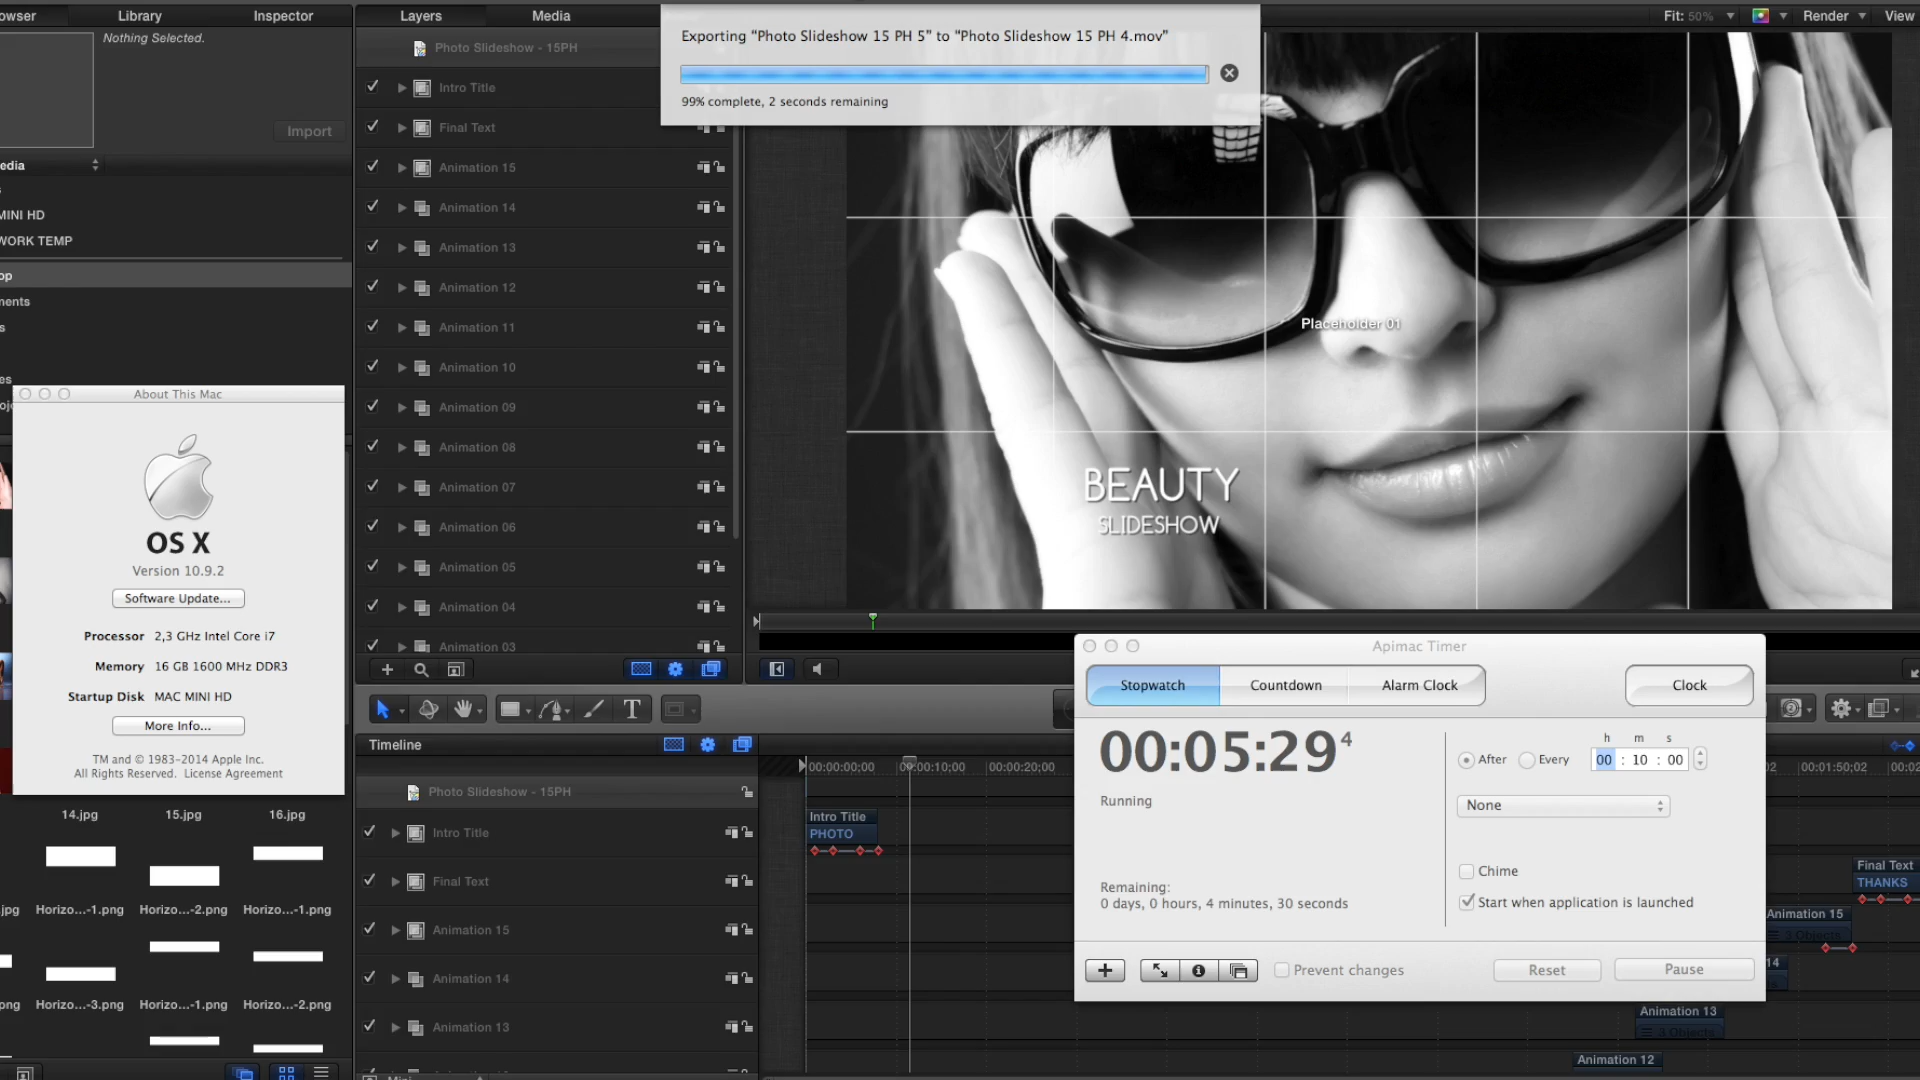 Library
Inspector
Nothing Selected.
Import
MINI HD
WORK TEMP
Layers
Media
Photo Slideshow - 15PH
Intro Title
Final Text
Animation 15
Animation 14
Animation 13
Animation 12
Animation 11
Animation 10
Animation 09
Animation 08
Animation 07
Animation 06
Animation 05
Animation 04
Animation 03
Exporting “Photo Slideshow 15 PH 5” to “Photo Slideshow 15 PH 4.mov”
99% complete, 2 seconds remaining
Fit: 50%
Render
View
Placeholder 01
BEAUTY
SLIDESHOW
About This Mac
OS X
Version 10.9.2
Software Update...
Processor 2,3 GHz Intel Core i7
Memory 16 GB 1600 MHz DDR3
Startup Disk MAC MINI HD
More Info...
TM and © 1983-2014 Apple Inc.
All Rights Reserved. License Agreement
14.jpg
15.jpg
16.jpg
Horizo...-1.png
Horizo...-2.png
Horizo...-1.png
Horizo...-3.png
Horizo...-1.png
Horizo...-2.png
Timeline
Photo Slideshow - 15PH
Intro Title
Final Text
Animation 15
Animation 14
Animation 13
Mini
00:00:00;00
00:00:10;00
00:00:20;00
00:01:50;02
Intro Title
PHOTO
Final Text
THANKS
Animation 15
3 Objects
14
Animation 13
3 Objects
Animation 12
Apimac Timer
Stopwatch
Countdown
Alarm Clock
Clock
00:05:29 4
Running
Remaining:
0 days, 0 hours, 4 minutes, 30 seconds
h m s
After
Every
00 : 10 : 00
None
Chime
Start when application is launched
Prevent changes
Reset
Pause